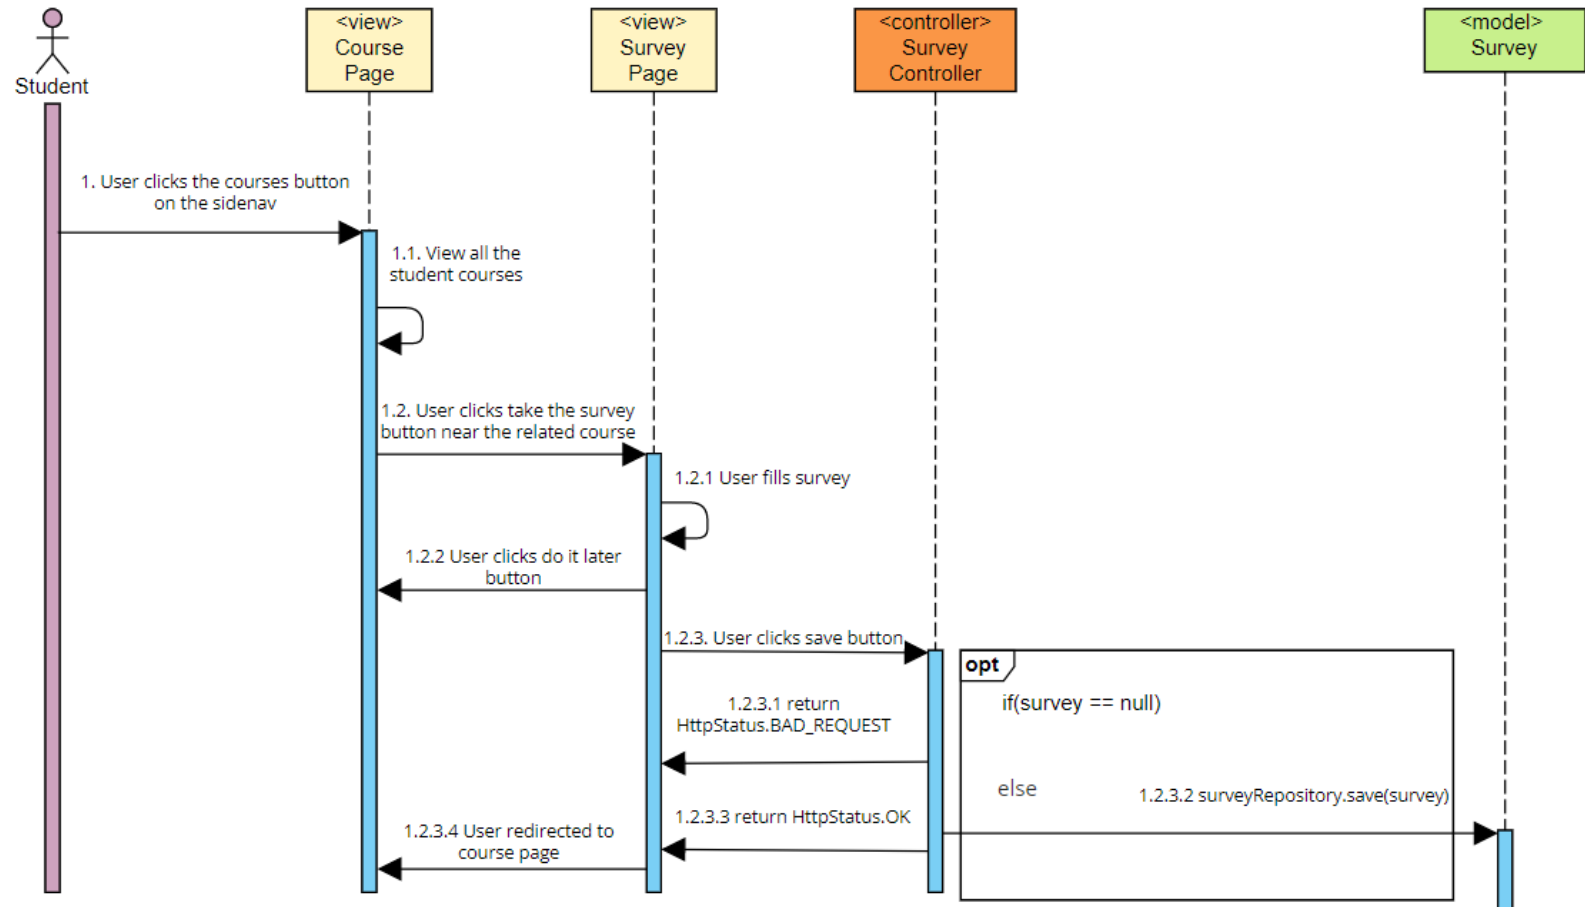 Student
<view>
Course
Page
<view>
Survey
Page
<controller>
Survey
Controller
<model>
Survey
1. User clicks the courses button
on the sidenav
1.1. View all the
student courses
1.2. User clicks take the survey
button near the related course
1.2.1 User fills survey
1.2.2 User clicks do it later
button
1.2.3. User clicks save button
opt
if(survey == null)
1.2.3.1 return
HttpStatus.BAD_REQUEST
else
1.2.3.2 surveyRepository.save(survey)
1.2.3.3 return HttpStatus.OK
1.2.3.4 User redirected to
course page